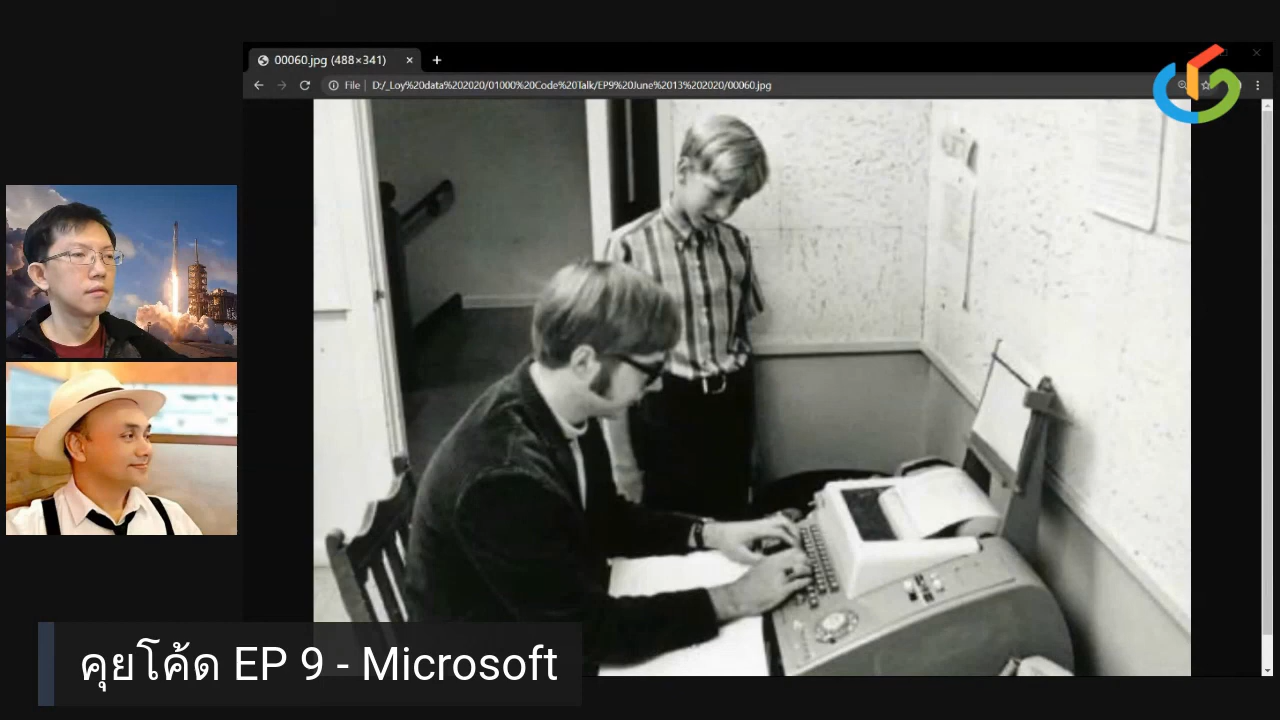 00060.jpg (488×341)
File D:/_Loy%20data%202020/01000%20Code%20Talk/EP9%20June%2013%202020/00060.jpg
คุยโค้ด EP 9 - Microsoft